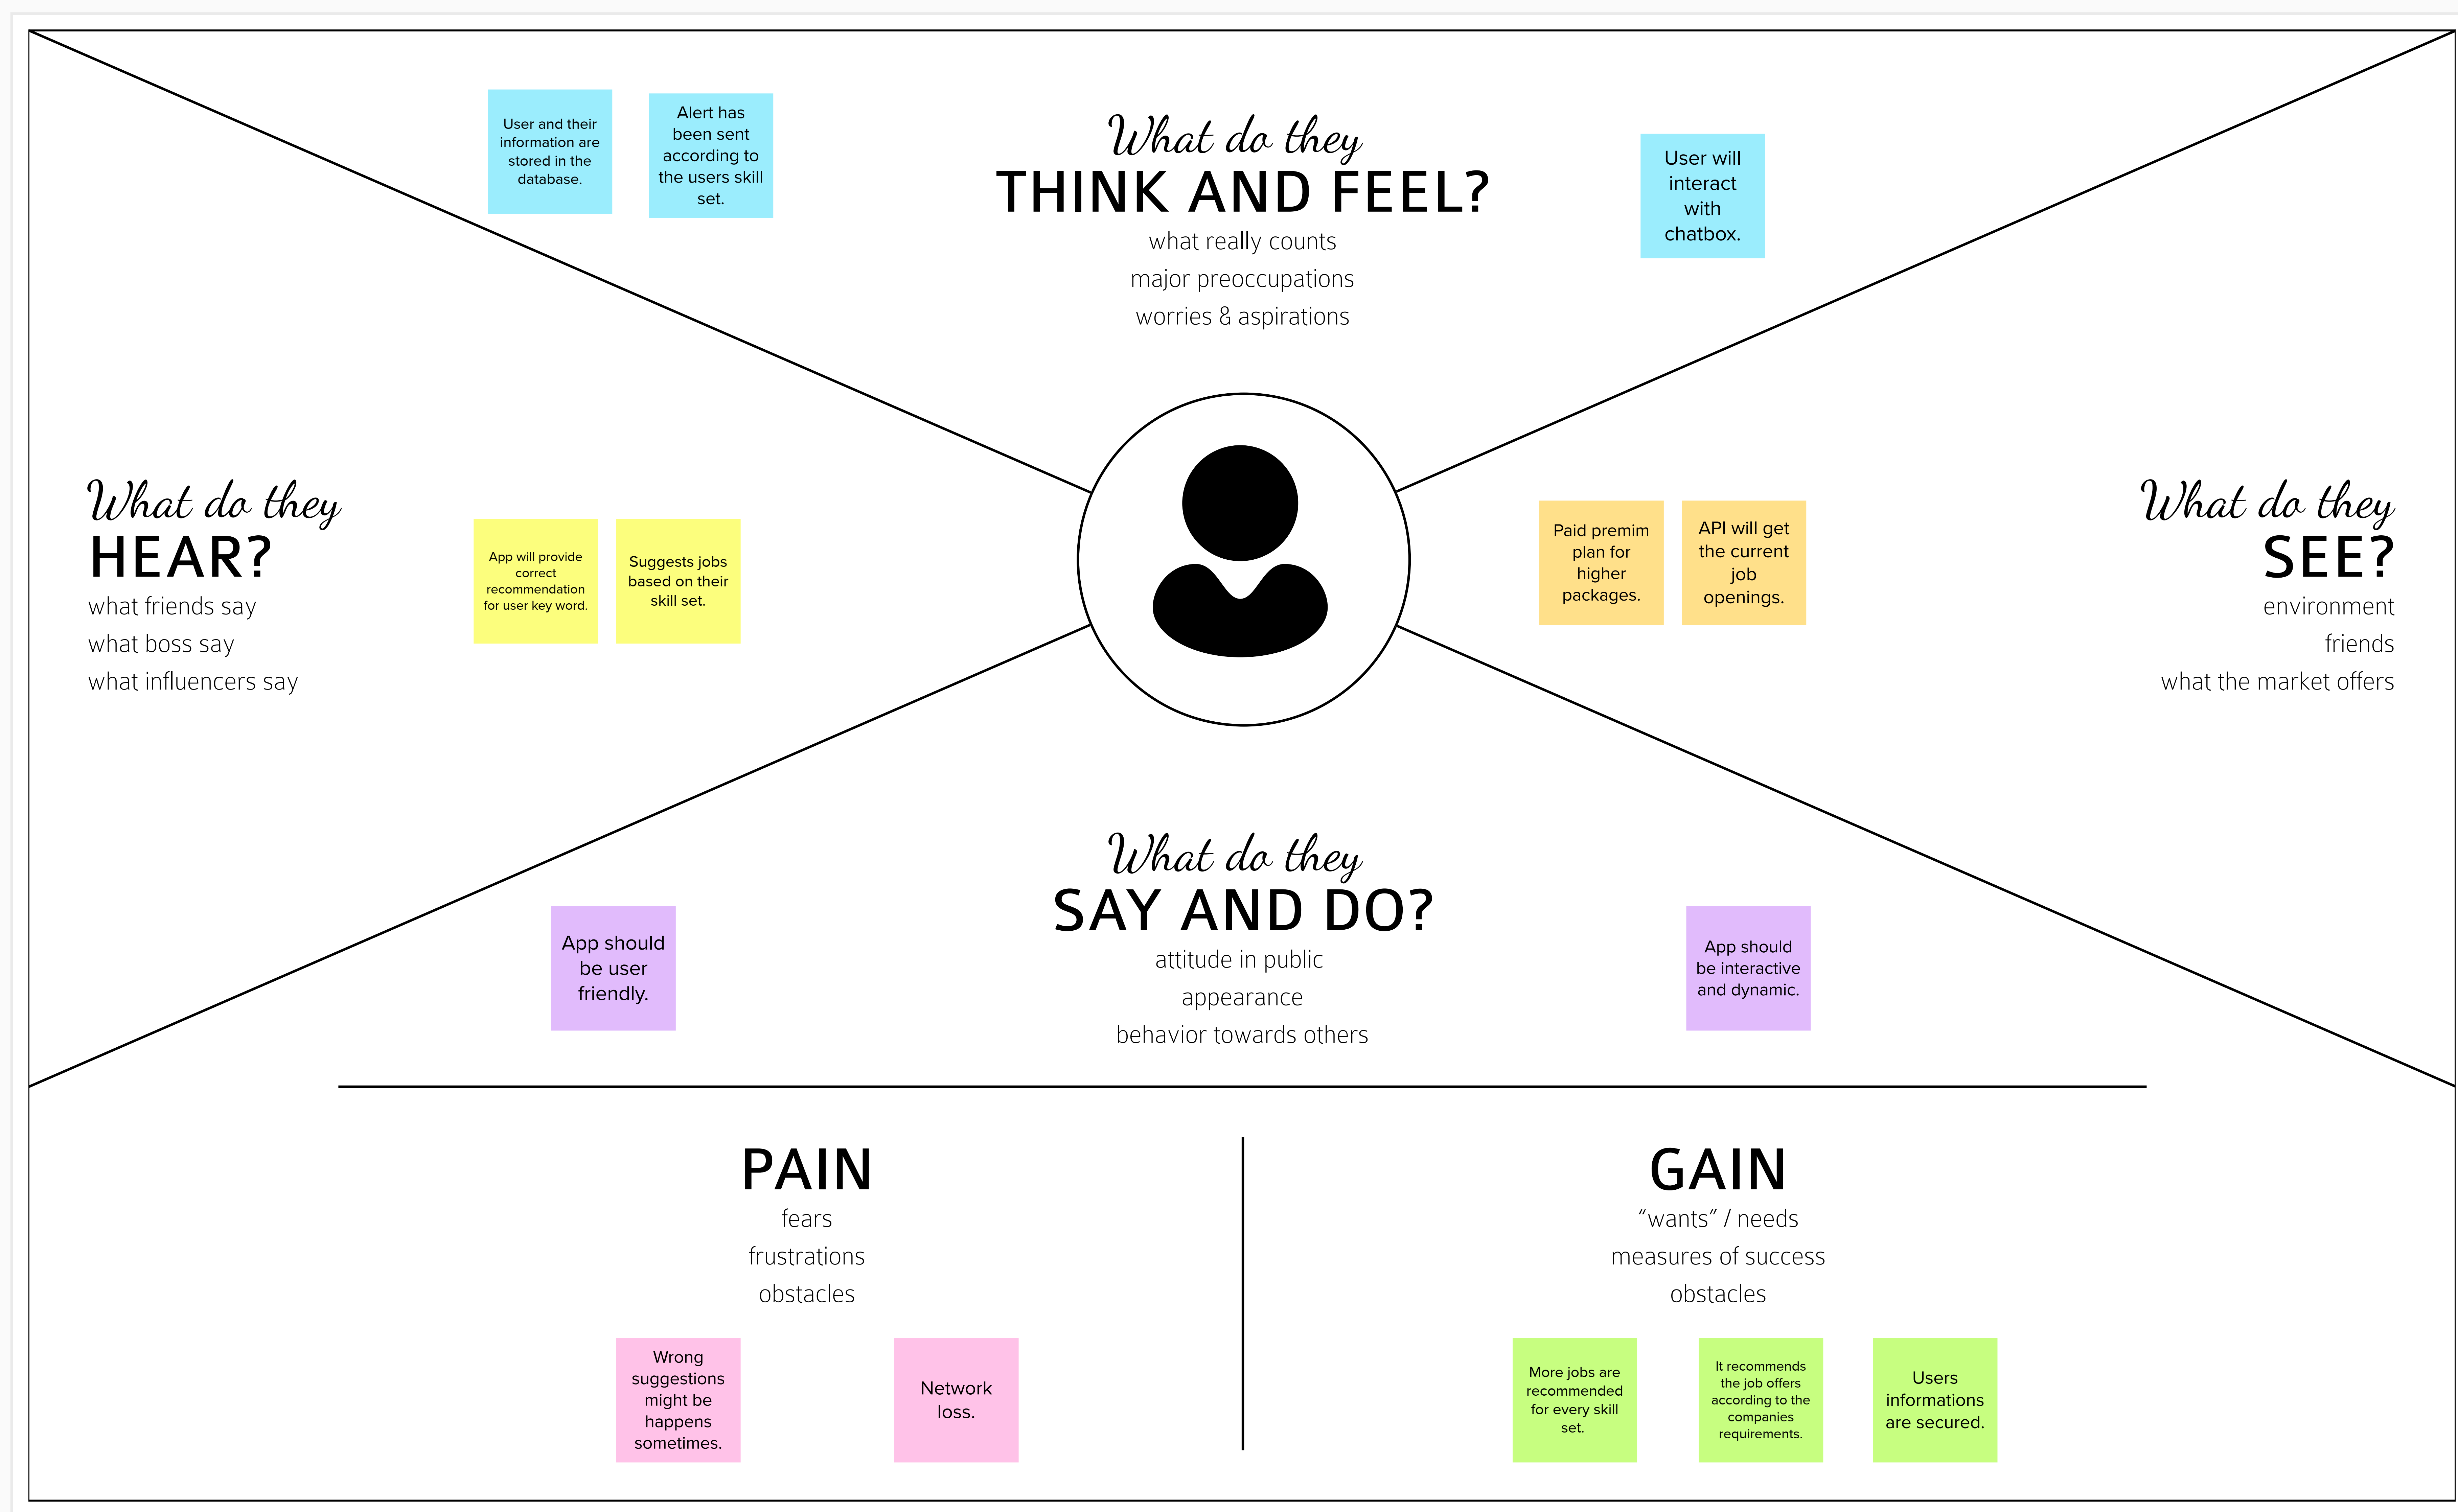 User and their
information are
stored in the
database.
Alert has
been sent
according to
the users skill
set.
What do they
THINK AND FEEL?
what really counts
major preoccupations
worries & aspirations
User will
interact
with
chatbox.
What do they
HEAR?
what friends say
what boss say
what influencers say
App will provide
correct
recommendation
for user key word.
Suggests jobs
based on their
skill set.
Paid premim
plan for
higher
packages.
API will get
the current
job
openings.
What do they
SEE?
environment
friends
what the market offers
App should
be user
friendly.
What do they
SAY AND DO?
attitude in public
appearance
behavior towards others
App should
be interactive
and dynamic.
PAIN
fears
frustrations
obstacles
Wrong
suggestions
might be
happens
sometimes.
Network
loss.
GAIN
“wants” / needs
measures of success
obstacles
More jobs are
recommended
for every skill
set.
It recommends
the job offers
according to the
companies
requirements.
Users
informations
are secured.